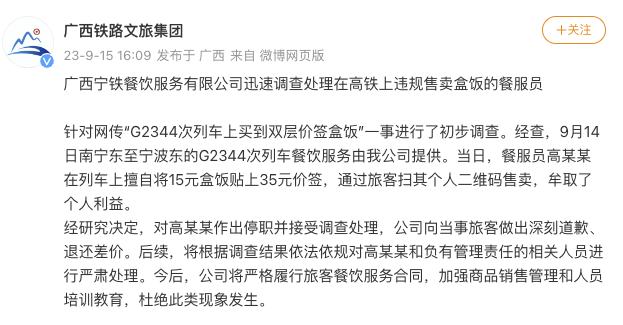 广西铁路文旅集团
+关注
23-9-15 16:09 发布于 广西 来自 微博网页版
广西宁铁餐饮服务有限公司迅速调查处理在高铁上违规售卖盒饭的餐服员
针对网传“G2344次列车上买到双层价签盒饭”一事进行了初步调查。经查，9月14
日南宁东至宁波东的G2344次列车餐饮服务由我公司提供。当日，餐服员高某某
在列车上擅自将15元盒饭贴上35元价签，通过旅客扫其个人二维码售卖，牟取了
个人利益。
经研究决定，对高某某作出停职并接受调查处理，公司向当事旅客做出深刻道歉、
退还差价。后续，将根据调查结果依法依规对高某某和负有管理责任的相关人员进
行严肃处理。今后，公司将严格履行旅客餐饮服务合同，加强商品销售管理和人员
培训教育，杜绝此类现象发生。